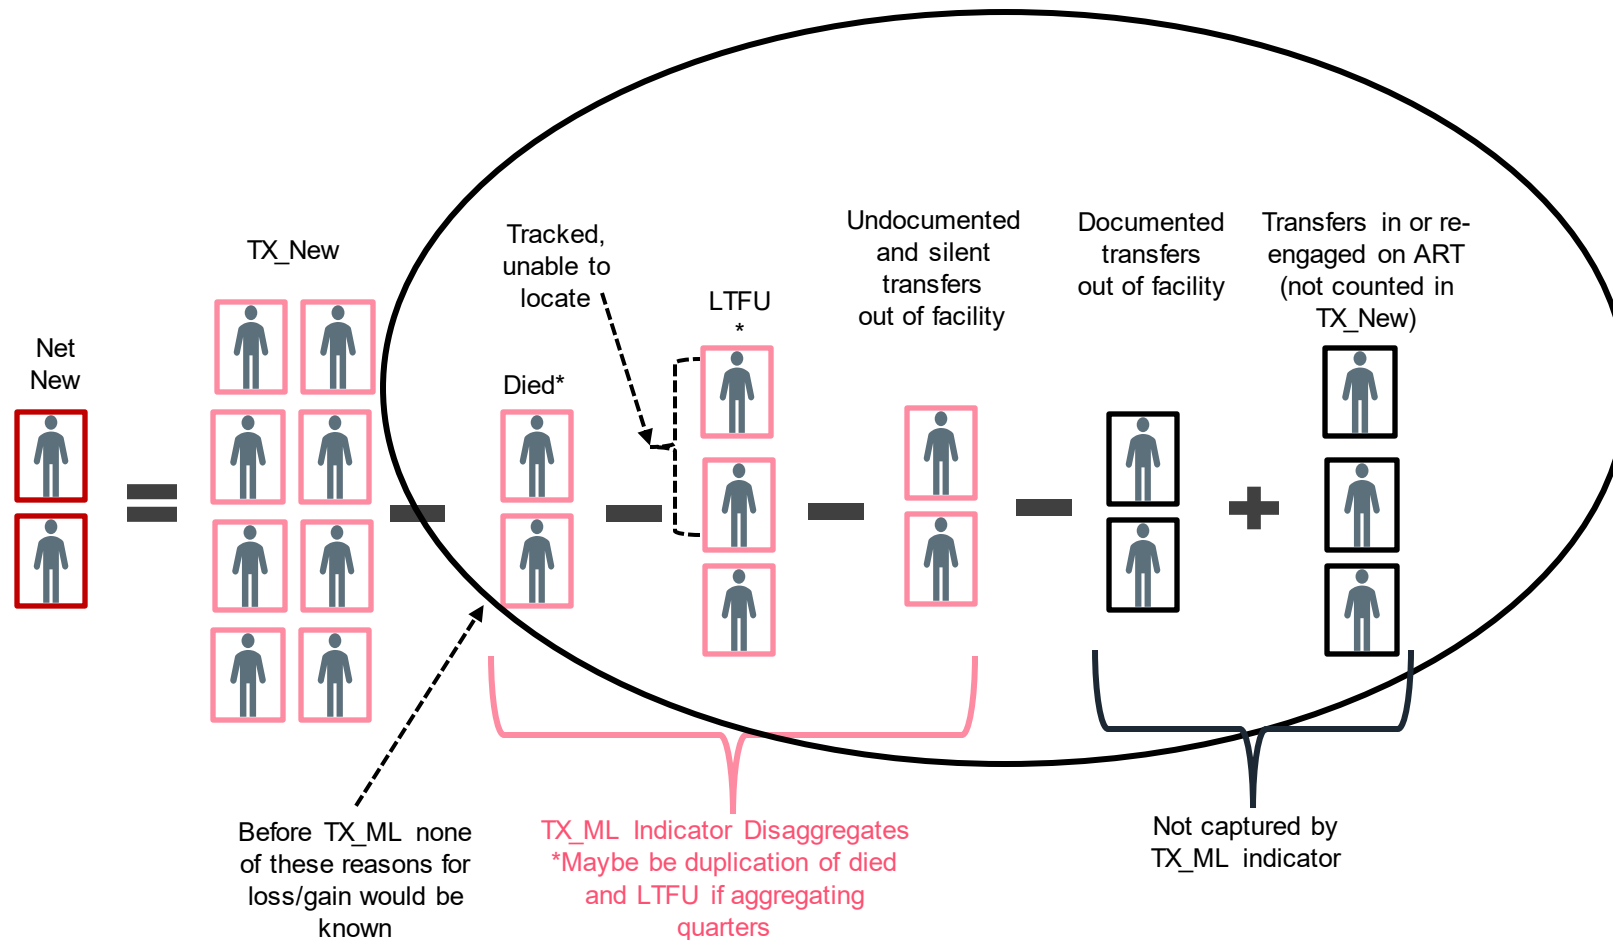 Net
New
TX_New
Died*
Tracked,
unable to
locate
LTFU
*
Undocumented
and silent
transfers
out of facility
Documented
transfers
out of facility
Transfers in or re-
engaged on ART
(not counted in
TX_New)
Before TX_ML none
of these reasons for
loss/gain would be
known
TX_ML Indicator Disaggregates
*Maybe be duplication of died
and LTFU if aggregating
quarters
Not captured by
TX_ML indicator